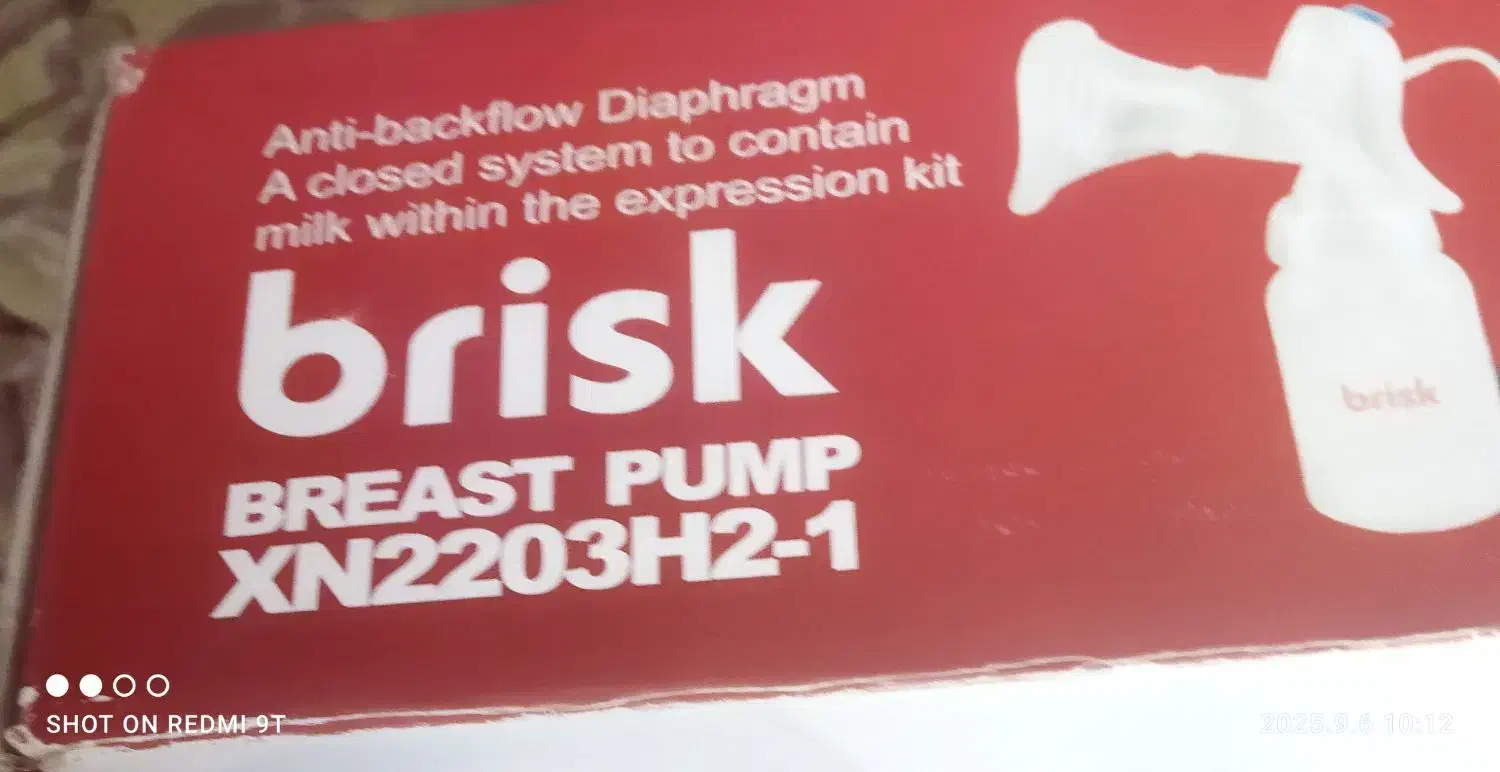 Anti-backflow Diaphragm
A closed system to contain
milk within the expression kit
brisk
BREAST PUMP
XN2203H2-1
brisk
SHOT ON REDMI 9T
2025.9.6 10:12